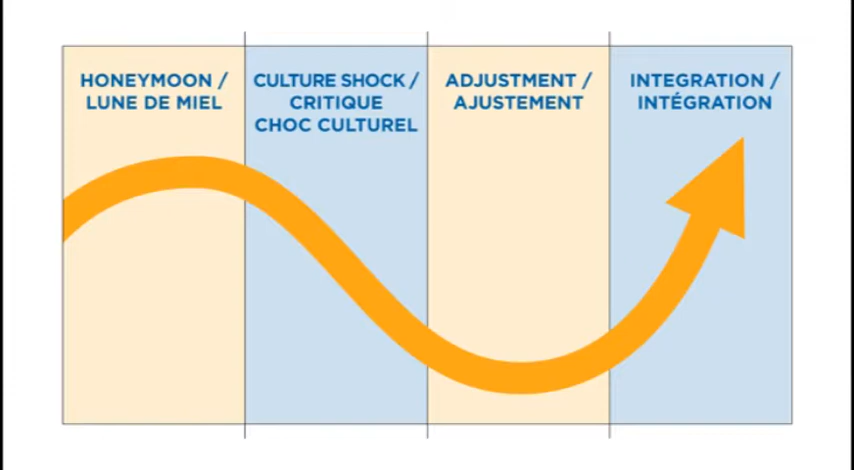 HONEYMOON /
LUNE DE MIEL
CULTURE SHOCK /
CRITIQUE
CHOC CULTUREL
ADJUSTMENT /
AJUSTEMENT
INTEGRATION /
INTÉGRATION